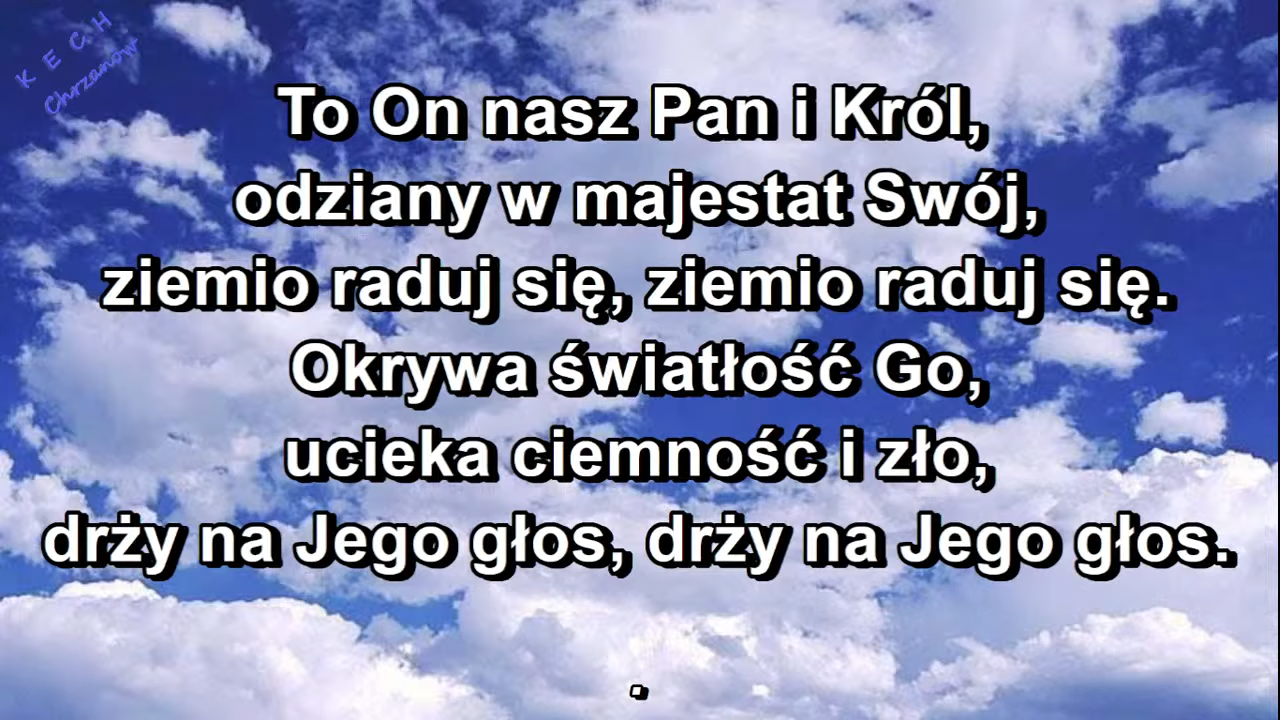 K E Ch
Chrzanów
To On nasz Pan i Król,
odziany w majestat Swój,
ziemio raduj się, ziemio raduj się.
Okrywa światłość Go,
ucieka ciemność i zło,
drży na Jego głos, drży na Jego głos.
.